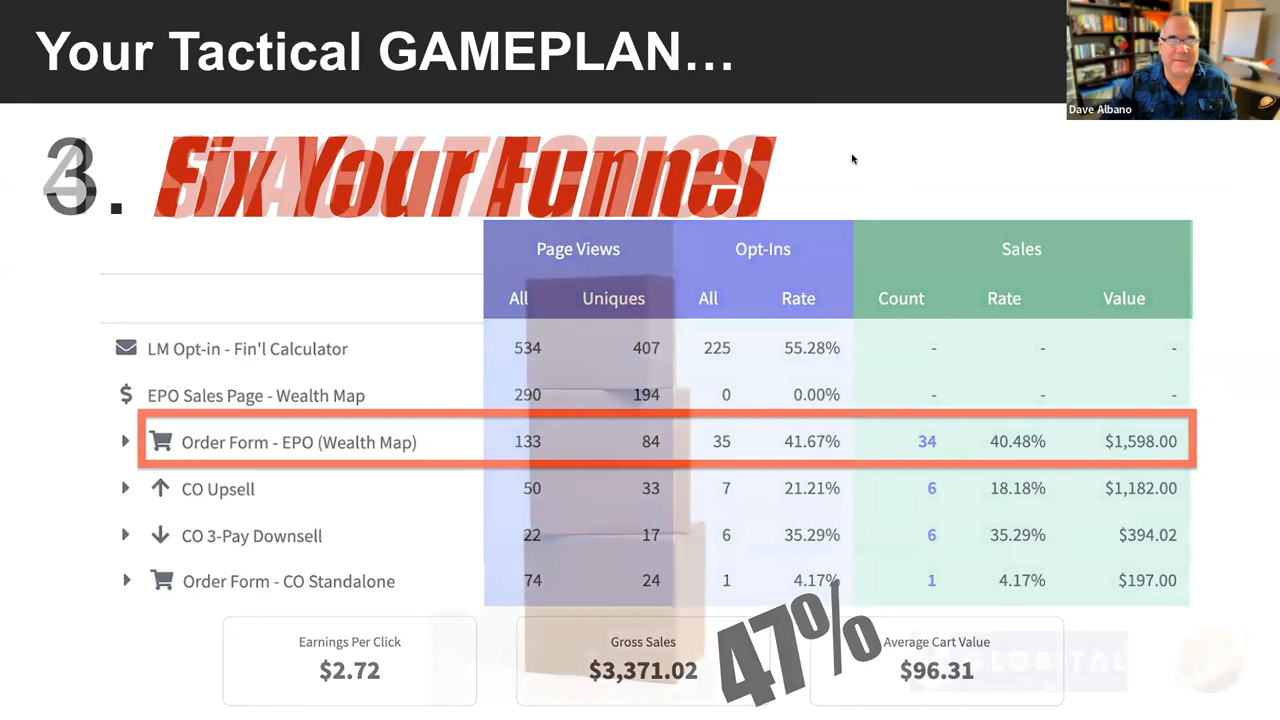 Your Tactical GAMEPLAN...
Dave Albano
3. Fix Your Funnel
4 STACK TACTICS
Page Views Opt-Ins Sales
All Uniques All Rate Count Rate Value
LM Opt-in - Fin'l Calculator 534 407 225 55.28% - - -
$ EPO Sales Page - Wealth Map 290 194 0 0.00% - - -
Order Form - EPO (Wealth Map) 133 84 35 41.67% 34 40.48% $1,598.00
CO Upsell 50 33 7 21.21% 6 18.18% $1,182.00
CO 3-Pay Downsell 22 17 6 35.29% 6 35.29% $394.02
Order Form - CO Standalone 74 24 1 4.17% 1 4.17% $197.00
47%
Earnings Per Click Gross Sales Average Cart Value
$2.72 $3,371.02 $96.31
GLOBITAL